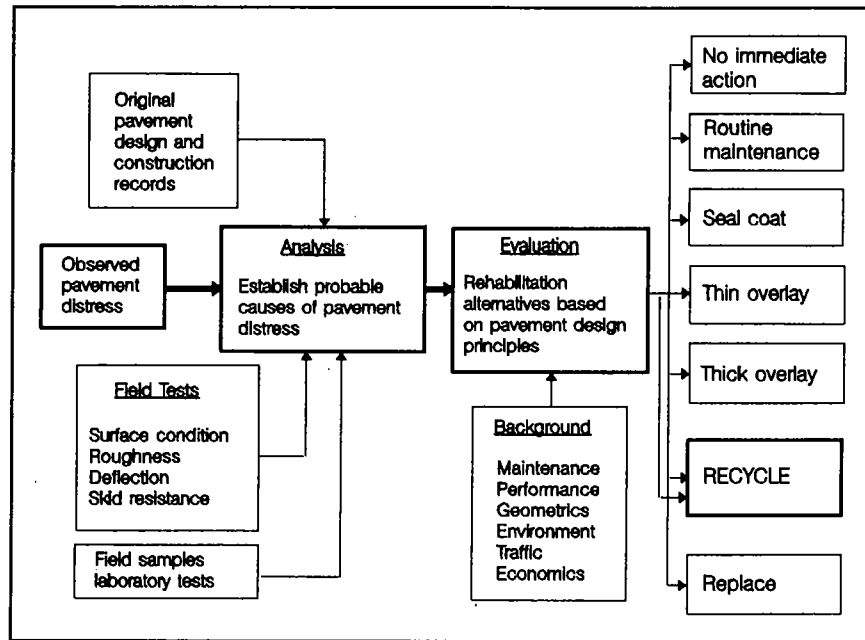 Original
pavement
design and
construction
records
Observed
pavement
distress
Analysis
Establish probable
causes of pavement
distress
Field Tests
Surface condition
Roughness
Deflection
Skid resistance
Field samples
laboratory tests
Evaluation
Rehabilitation
alternatives based
on pavement design
principles
Background
Maintenance
Performance
Geometrics
Environment
Traffic
Economics
No immediate
action
Routine
maintenance
Seal coat
Thin overlay
Thick overlay
RECYCLE
Replace